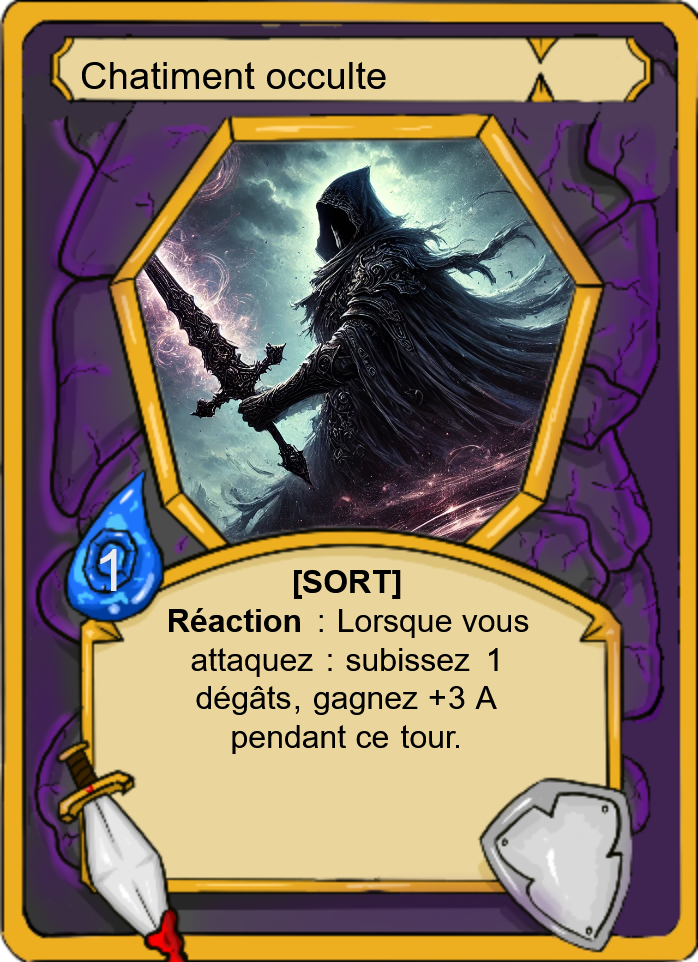 Chatiment occulte
1
[SORT]
Réaction : Lorsque vous
attaquez : subissez 1
dégâts, gagnez +3 A
pendant ce tour.